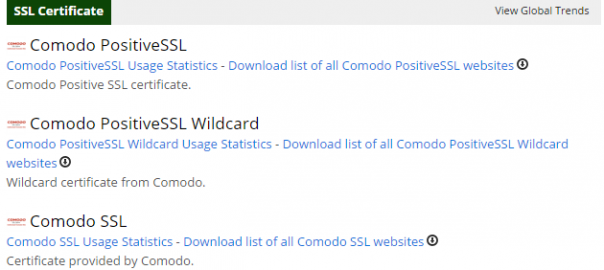 SSL Certificate
View Global Trends
COMODO
Comodo PositiveSSL
Comodo PositiveSSL Usage Statistics - Download list of all Comodo PositiveSSL websites
Comodo Positive SSL certificate.
COMODO
Comodo PositiveSSL Wildcard
Comodo PositiveSSL Wildcard Usage Statistics - Download list of all Comodo PositiveSSL Wildcard
websites
Wildcard certificate from Comodo.
COMODO
Comodo SSL
Comodo SSL Usage Statistics - Download list of all Comodo SSL websites
Certificate provided by Comodo.